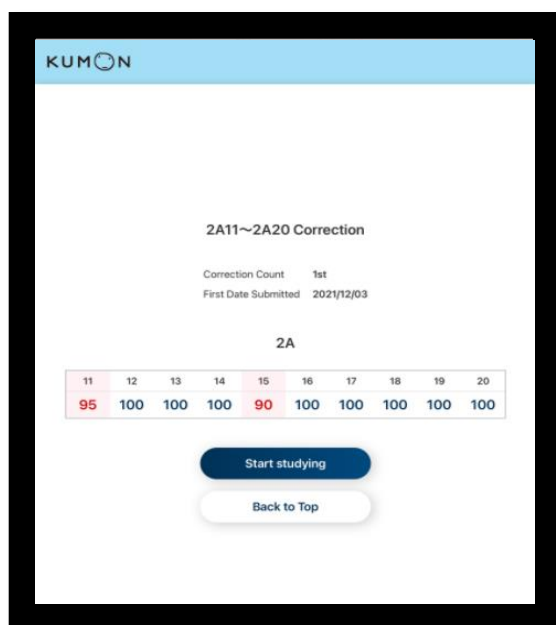 KUMON
2A11～2A20 Correction
Correction Count 1st
First Date Submitted 2021/12/03
2A
11 12 13 14 15 16 17 18 19 20
95 100 100 100 90 100 100 100 100 100
Start studying
Back to Top